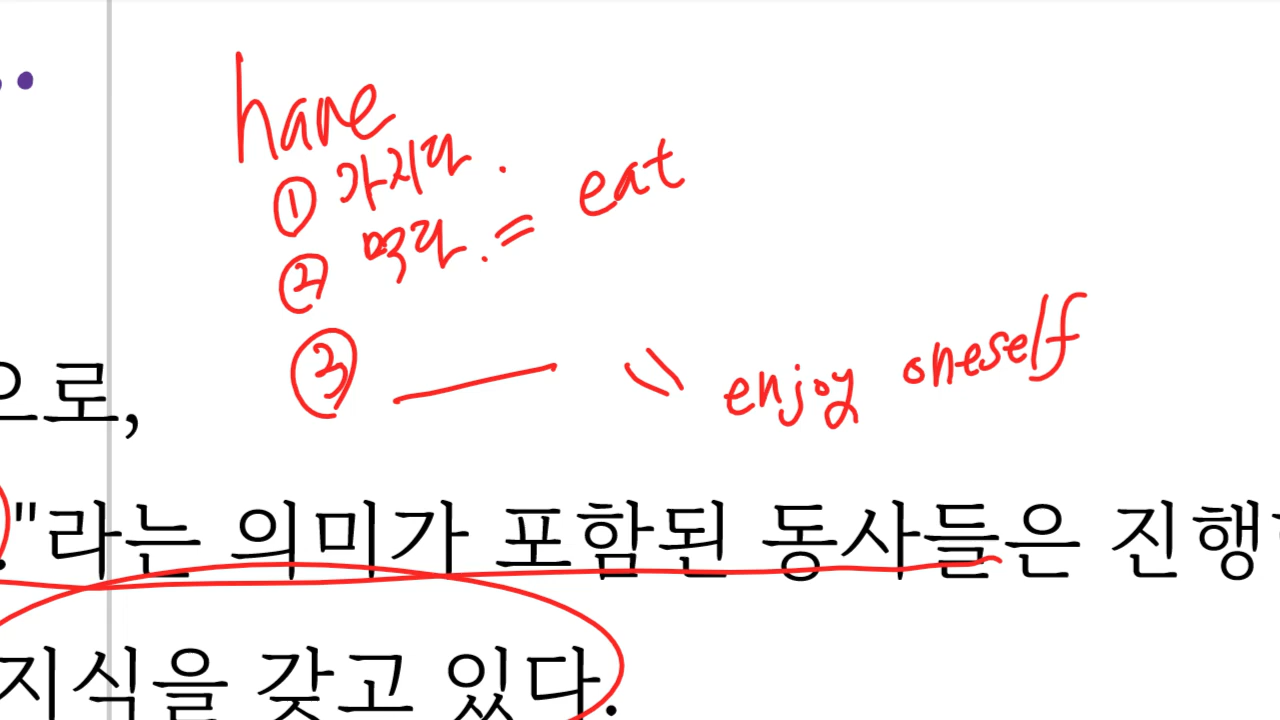 have
① 가지다.
② 먹다. = eat
③ — 〃 enjoy oneself
으로,
."라는 의미가 포함된 동사들은 진행
지식을 갖고 있다.